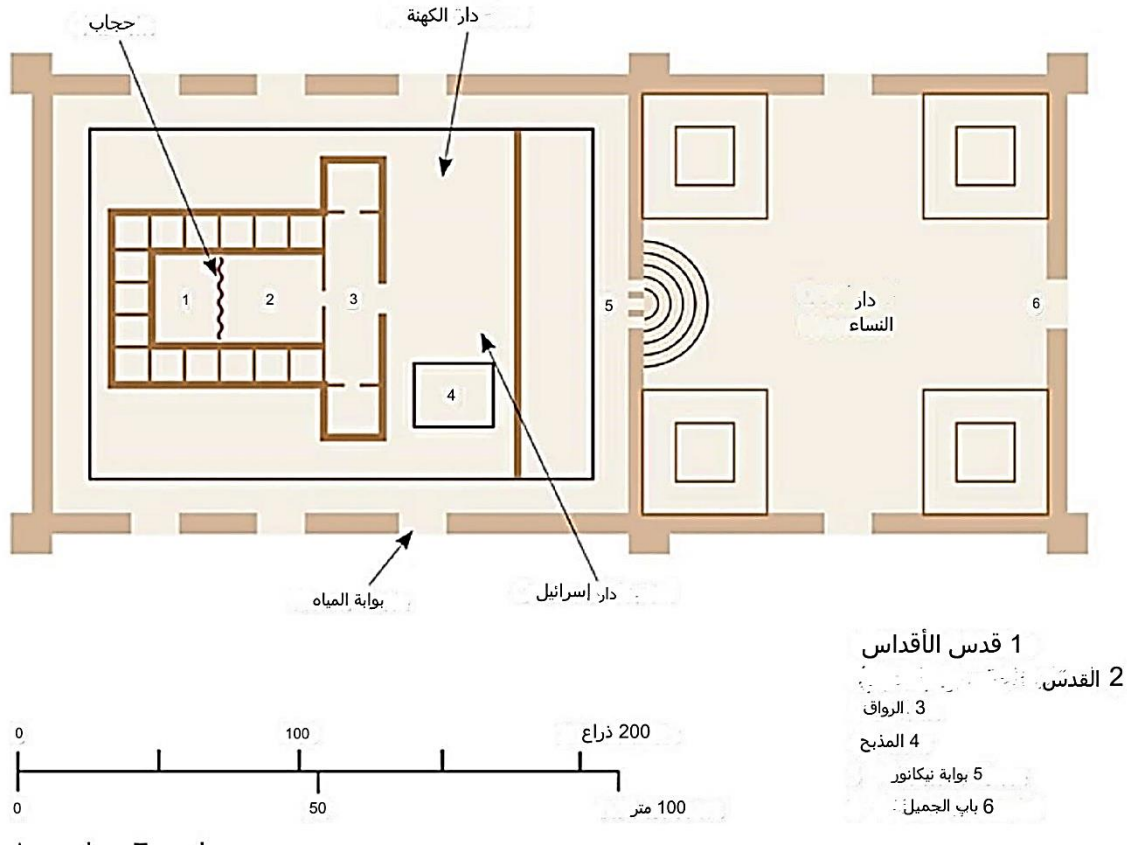 حجاب
دار الكهنة
1
2
3
4
5
6
دار
النساء
بوابة المياه
دار إسرائيل
1 قدس الأقداس
2 القدس
3 الرواق
4 المذبح
5 بوابة نيكانور
6 باب الجميل
0
100
200 ذراع
0
50
100 متر